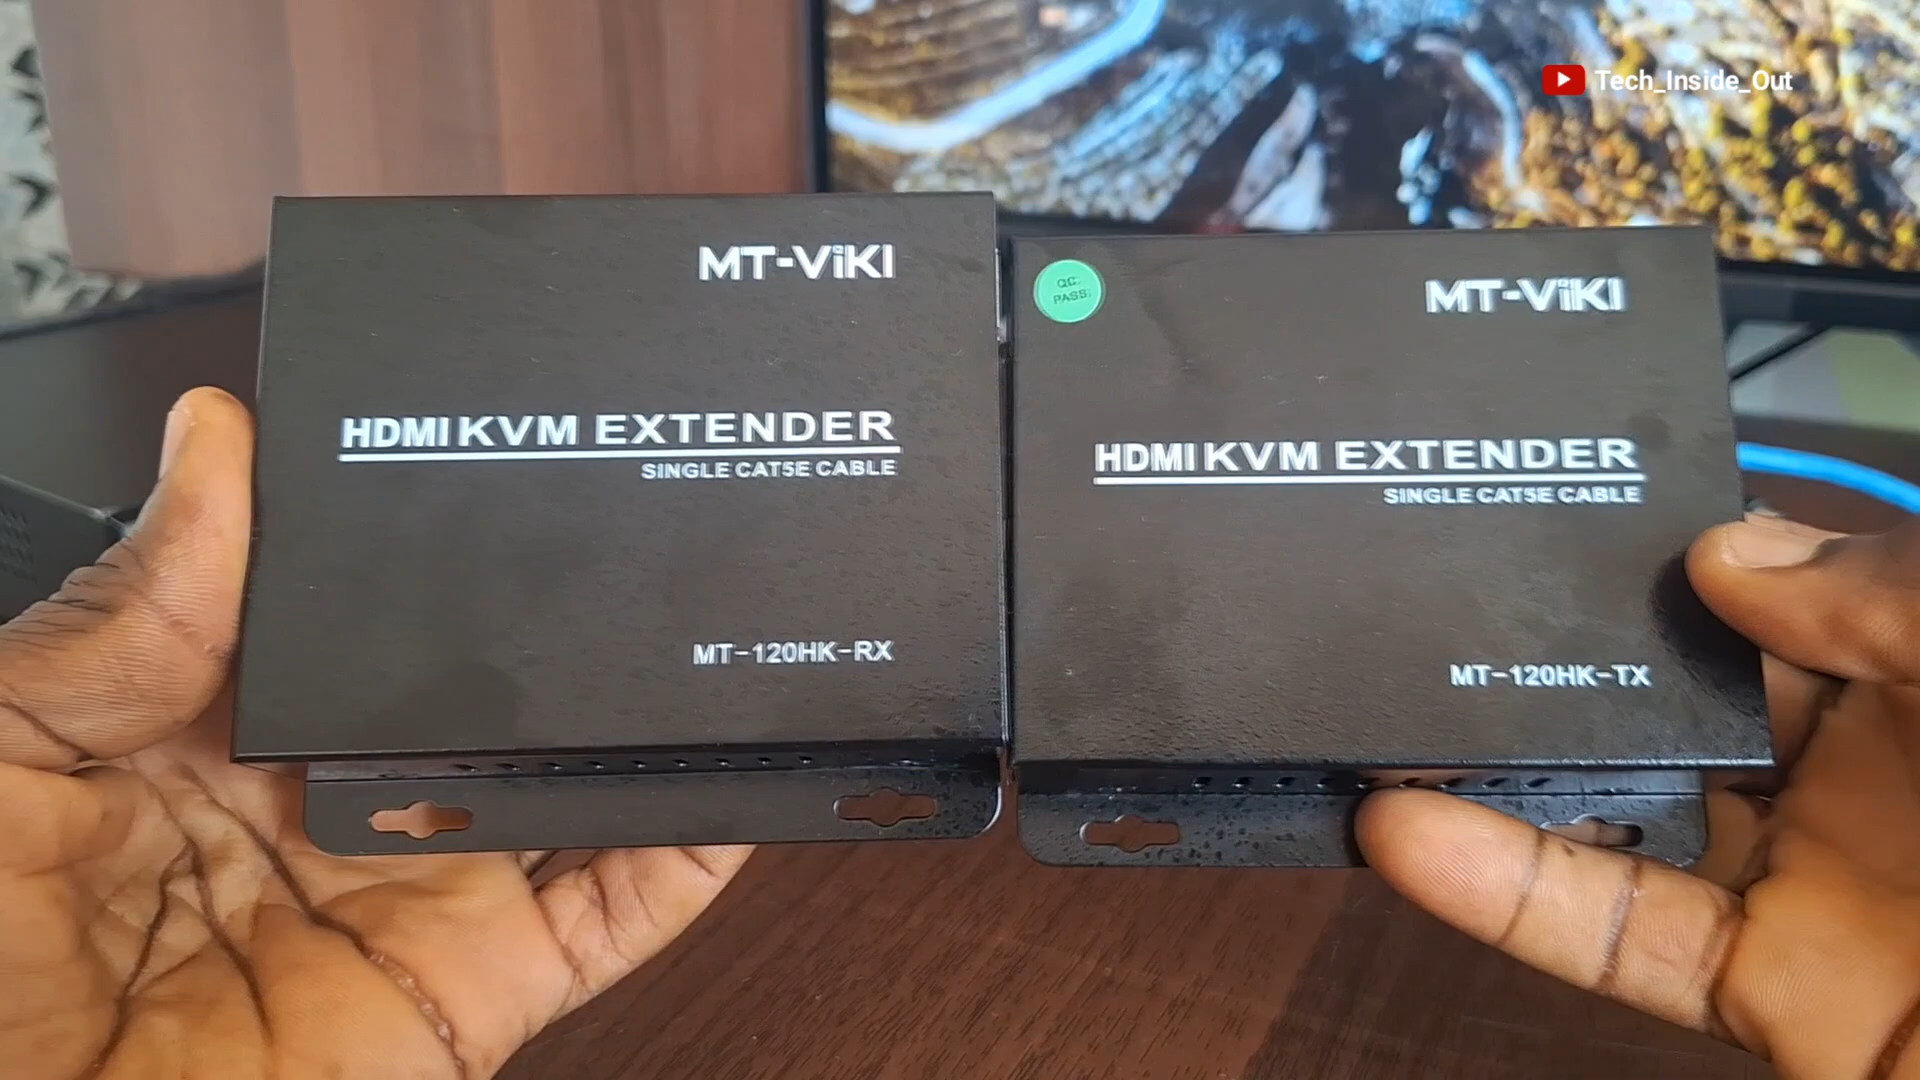 Tech_Inside_Out
MT-ViKI
HDMI KVM EXTENDER
SINGLE CAT5E CABLE
MT-120HK-RX
QC
PASS
MT-ViKI
HDMI KVM EXTENDER
SINGLE CAT5E CABLE
MT-120HK-TX